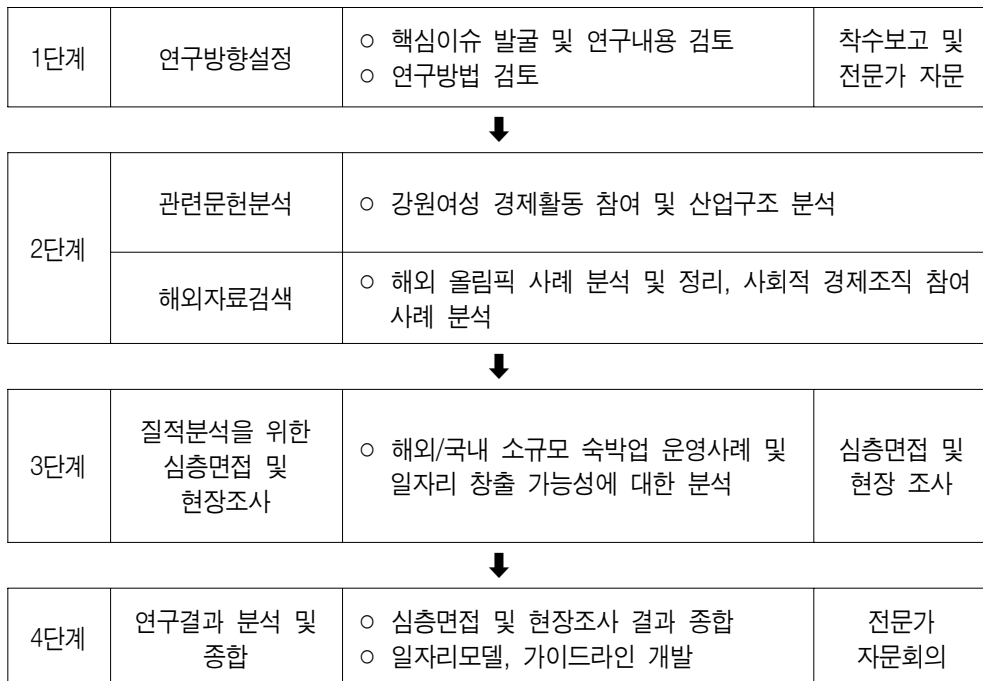 1단계
연구방향설정
○ 핵심이슈 발굴 및 연구내용 검토
○ 연구방법 검토
착수보고 및
전문가 자문
⬇
2단계
관련문헌분석
○ 강원여성 경제활동 참여 및 산업구조 분석
해외자료검색
○ 해외 올림픽 사례 분석 및 정리, 사회적 경제조직 참여
사례 분석
⬇
3단계
질적분석을 위한
심층면접 및
현장조사
○ 해외/국내 소규모 숙박업 운영사례 및
일자리 창출 가능성에 대한 분석
심층면접 및
현장 조사
⬇
4단계
연구결과 분석 및
종합
○ 심층면접 및 현장조사 결과 종합
○ 일자리모델, 가이드라인 개발
전문가
자문회의